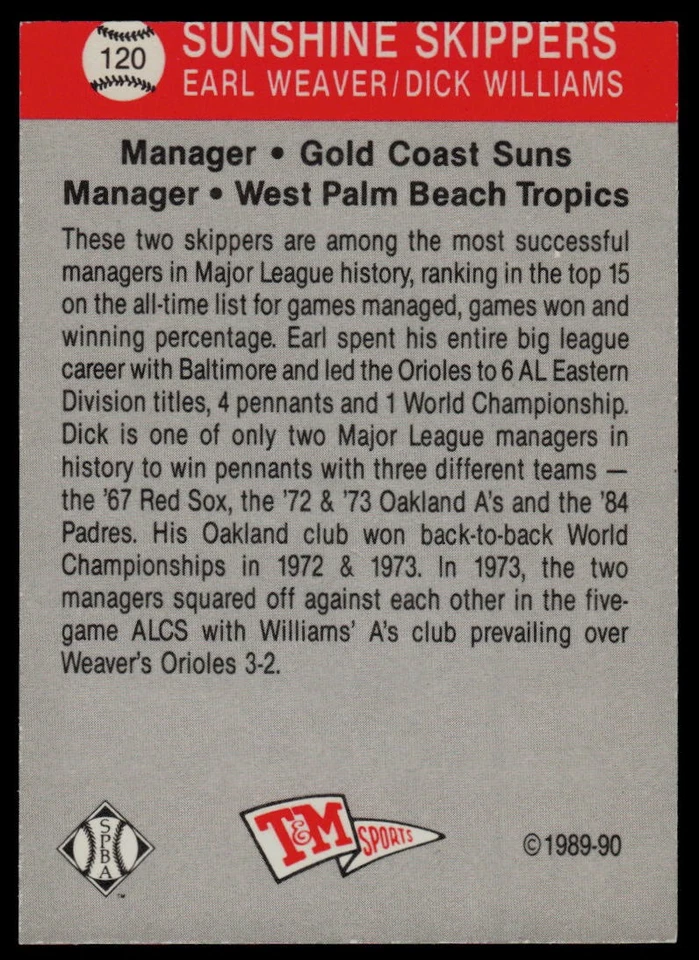 120
SUNSHINE SKIPPERS
EARL WEAVER/DICK WILLIAMS
Manager • Gold Coast Suns
Manager • West Palm Beach Tropics
These two skippers are among the most successful
managers in Major League history, ranking in the top 15
on the all-time list for games managed, games won and
winning percentage. Earl spent his entire big league
career with Baltimore and led the Orioles to 6 AL Eastern
Division titles, 4 pennants and 1 World Championship.
Dick is one of only two Major League managers in
history to win pennants with three different teams —
the '67 Red Sox, the '72 & '73 Oakland A's and the '84
Padres. His Oakland club won back-to-back World
Championships in 1972 & 1973. In 1973, the two
managers squared off against each other in the five-
game ALCS with Williams' A's club prevailing over
Weaver's Orioles 3-2.
SPBA
TM
T&M SPORTS
©1989-90